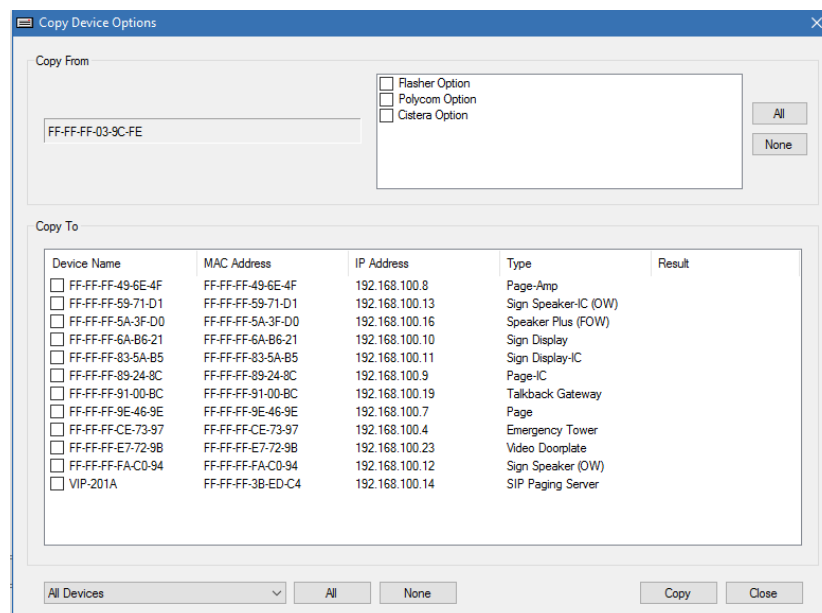 Copy Device Options
Copy From
Flasher Option
Polycom Option
Cistera Option
FF-FF-FF-03-9C-FE
All
None
Copy To
Device Name MAC Address IP Address Type Result
FF-FF-FF-49-6E-4F FF-FF-FF-49-6E-4F 192.168.100.8 Page-Amp
FF-FF-FF-59-71-D1 FF-FF-FF-59-71-D1 192.168.100.13 Sign Speaker-IC (OW)
FF-FF-FF-5A-3F-D0 FF-FF-FF-5A-3F-D0 192.168.100.16 Speaker Plus (FOW)
FF-FF-FF-6A-B6-21 FF-FF-FF-6A-B6-21 192.168.100.10 Sign Display
FF-FF-FF-83-5A-B5 FF-FF-FF-83-5A-B5 192.168.100.11 Sign Display-IC
FF-FF-FF-89-24-8C FF-FF-FF-89-24-8C 192.168.100.9 Page-IC
FF-FF-FF-91-00-BC FF-FF-FF-91-00-BC 192.168.100.19 Talkback Gateway
FF-FF-FF-9E-46-9E FF-FF-FF-9E-46-9E 192.168.100.7 Page
FF-FF-FF-CE-73-97 FF-FF-FF-CE-73-97 192.168.100.4 Emergency Tower
FF-FF-FF-E7-72-9B FF-FF-FF-E7-72-9B 192.168.100.23 Video Doorplate
FF-FF-FF-FA-C0-94 FF-FF-FF-FA-C0-94 192.168.100.12 Sign Speaker (OW)
VIP-201A FF-FF-FF-3B-ED-C4 192.168.100.14 SIP Paging Server
All Devices All None Copy Close